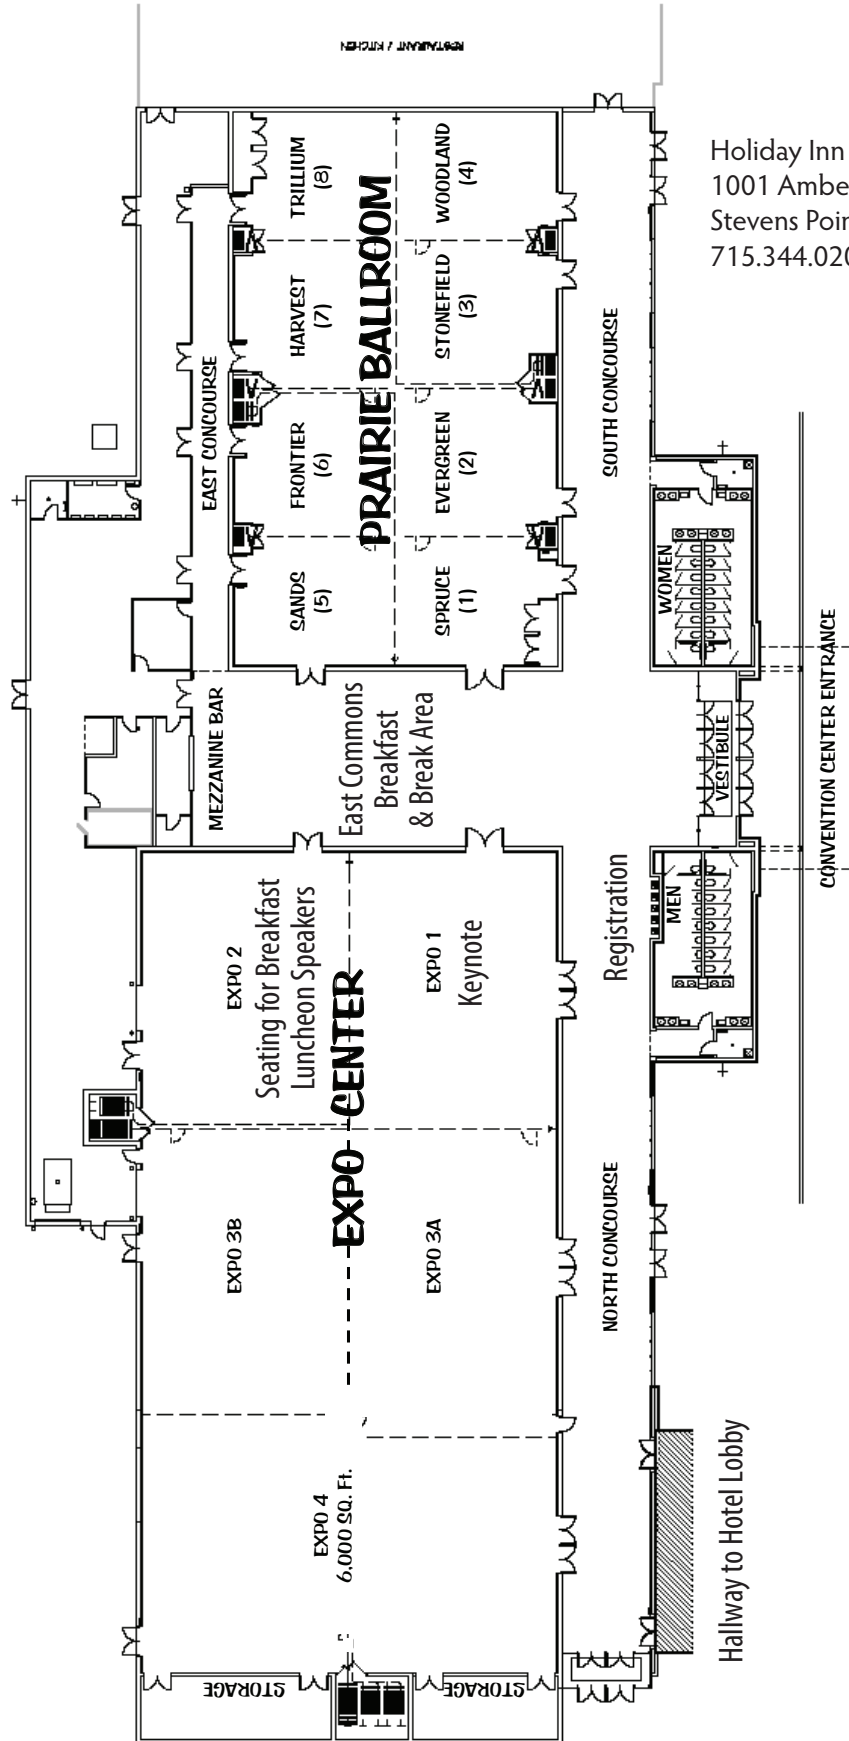 RESTAURANT / KITCHEN
Holiday Inn
1001 Ambe
Stevens Poin
715.344.020
TRILLIUM
(8)
WOODLAND
(4)
HARVEST
(7)
STONEFIELD
(3)
PRAIRIE BALLROOM
FRONTIER
(6)
EVERGREEN
(2)
SANDS
(5)
SPRUCE
(1)
EAST CONCOURSE
SOUTH CONCOURSE
WOMEN
MEZZANINE BAR
East Commons
Breakfast
& Break Area
VESTIBULE
CONVENTION CENTER ENTRANCE
EXPO 2
Seating for Breakfast
Luncheon Speakers
EXPO 1
Keynote
Registration
MEN
EXPO CENTER
EXPO 3B
EXPO 3A
NORTH CONCOURSE
EXPO 4
6,000 SQ. Ft.
Hallway to Hotel Lobby
STORAGE
STORAGE